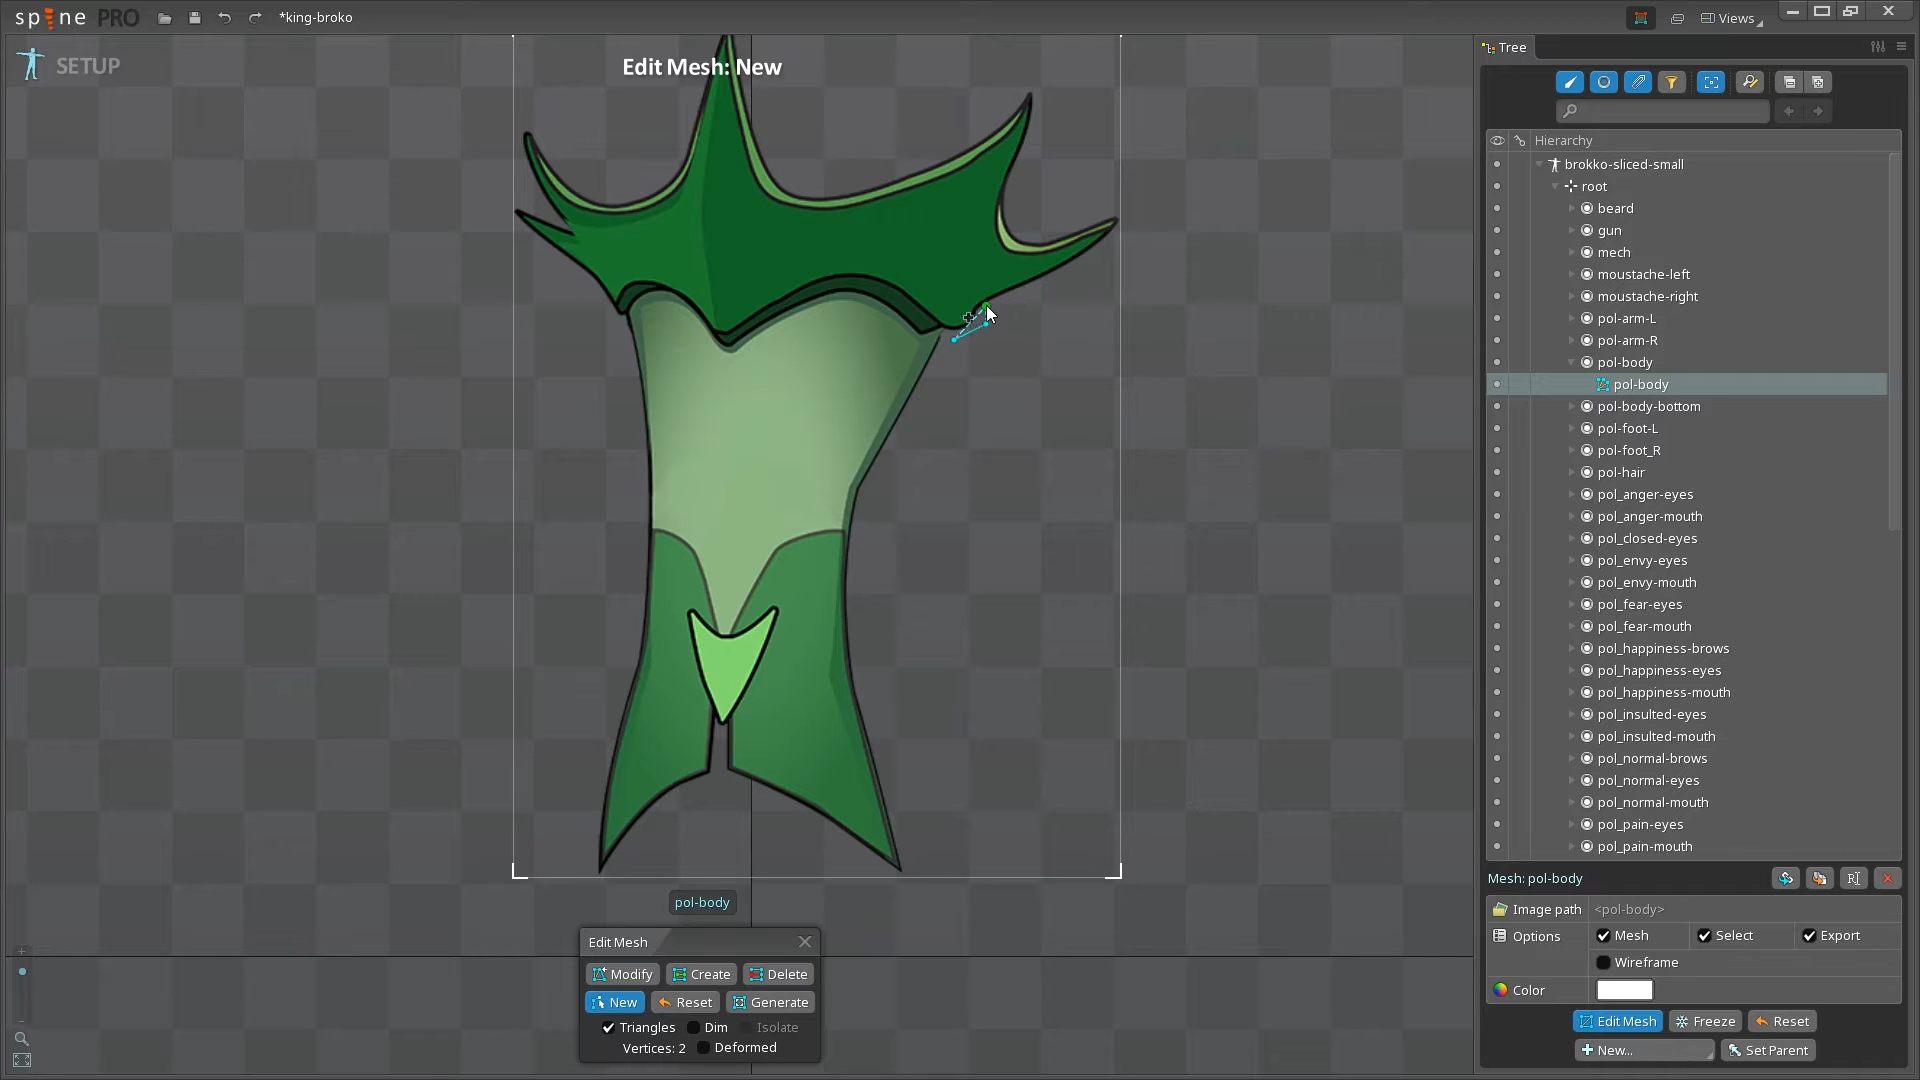 spine PRO *king-broko Views
SETUP
Edit Mesh: New
Tree
Hierarchy
brokko-sliced-small
root
beard
gun
mech
moustache-left
moustache-right
pol-arm-L
pol-arm-R
pol-body
pol-body
pol-body-bottom
pol-foot-L
pol-foot_R
pol-hair
pol_anger-eyes
pol_anger-mouth
pol_closed-eyes
pol_envy-eyes
pol_envy-mouth
pol_fear-eyes
pol_fear-mouth
pol_happiness-brows
pol_happiness-eyes
pol_happiness-mouth
pol_insulted-eyes
pol_insulted-mouth
pol_normal-brows
pol_normal-eyes
pol_normal-mouth
pol_pain-eyes
pol_pain-mouth
Mesh: pol-body
Image path <pol-body>
Options Mesh Select Export
Wireframe
Color
Edit Mesh Freeze Reset
New... Set Parent
pol-body
Edit Mesh
Modify Create Delete
New Reset Generate
Triangles Dim Isolate
Vertices: 2 Deformed